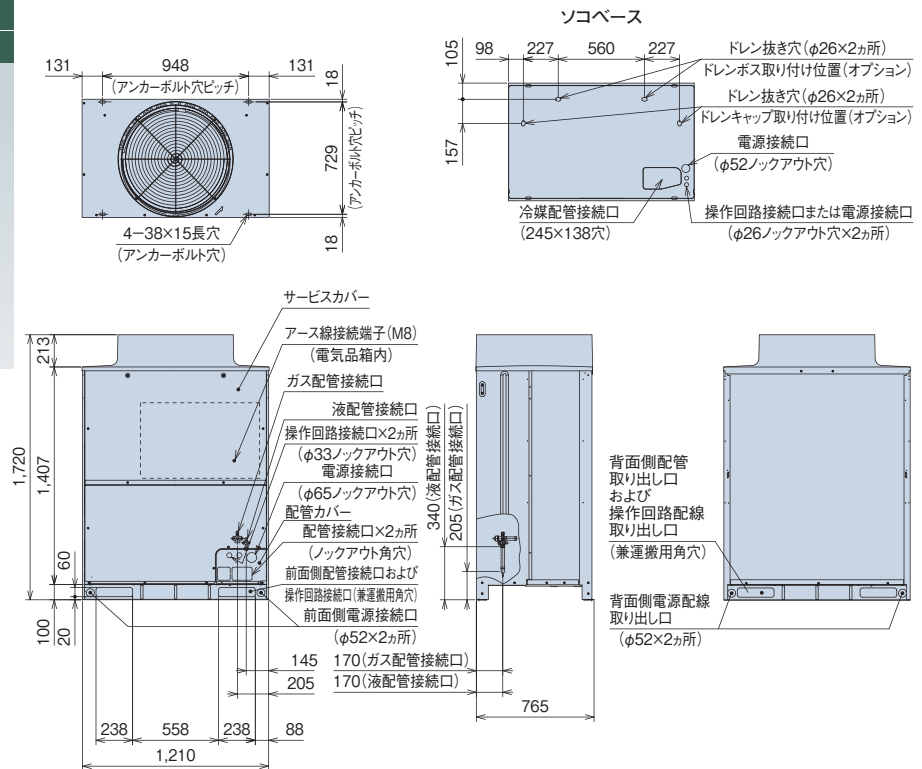 ソコベース
131
948
131
(アンカーボルト穴ピッチ)
18
729
(アンカーボルト穴ピッチ)
18
4ー38×15長穴
(アンカーボルト穴)
105
98
227
560
227
157
ドレン抜き穴(φ26×2ヵ所)
ドレンボス取り付け位置(オプション)
ドレン抜き穴(φ26×2ヵ所)
ドレンキャップ取り付け位置(オプション)
電源接続口
(φ52ノックアウト穴)
冷媒配管接続口
(245×138穴)
操作回路接続口または電源接続口
(φ26ノックアウト穴×2ヵ所)
サービスカバー
アース線接続端子(M8)
(電気品箱内)
ガス配管接続口
液配管接続口
操作回路接続口×2ヵ所
(φ33ノックアウト穴)
電源接続口
(φ65ノックアウト穴)
配管カバー
配管接続口×2ヵ所
(ノックアウト角穴)
前面側配管接続口および
操作回路接続口(兼運搬用角穴)
前面側電源接続口
(φ52×2ヵ所)
213
1,720
1,407
60
100
20
145
205
238
558
238
88
1,210
340(液配管接続口)
205(ガス配管接続口)
170(ガス配管接続口)
170(液配管接続口)
765
背面側配管
取り出し口
および
操作回路配線
取り出し口
(兼運搬用角穴)
背面側電源配線
取り出し口
(φ52×2ヵ所)